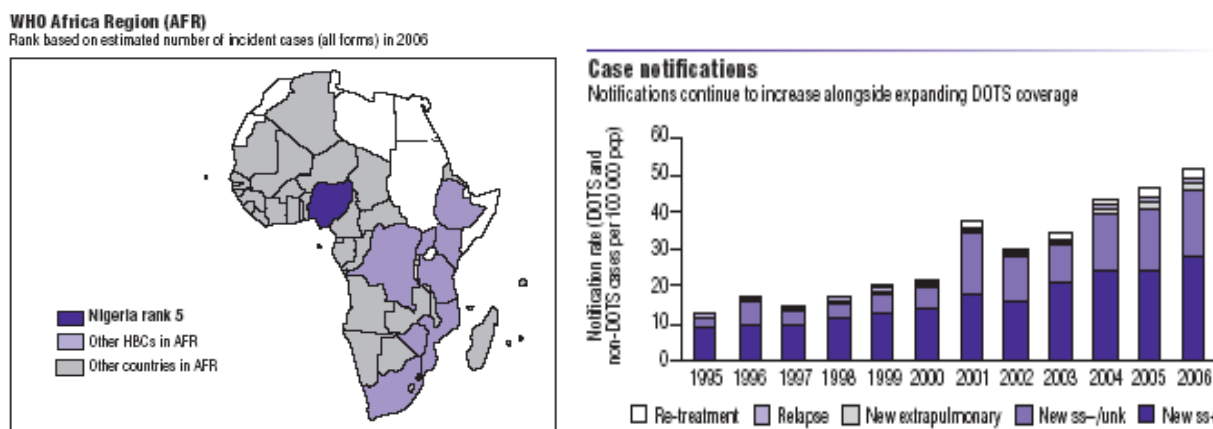 WHO Africa Region (AFR)
Rank based on estimated number of incident cases (all forms) in 2006
Nigeria rank 5
Other HBCs in AFR
Other countries in AFR
Case notifications
Notifications continue to increase alongside expanding DOTS coverage
Notification rate (DOTS and
non-DOTS cases per 100 000 pop)
60
50
40
30
20
10
0
1995 1996 1997 1998 1999 2000 2001 2002 2003 2004 2005 2006
Re-treatment Relapse New extrapulmonary New ss–/unk New ss-